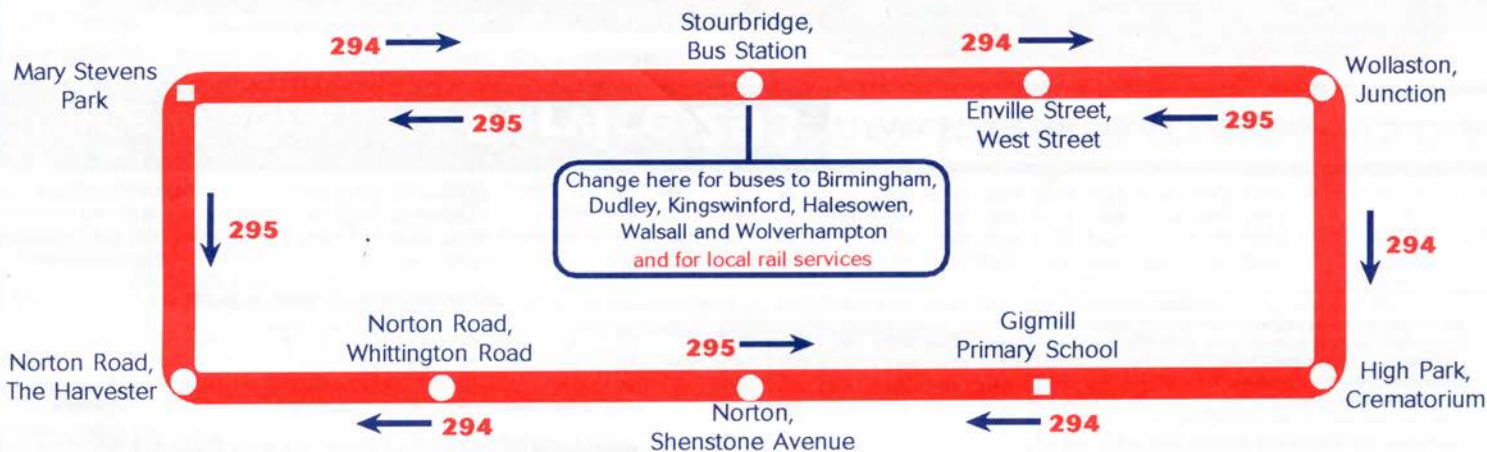 294
Stourbridge,
Bus Station
294
Mary Stevens
Park
Wollaston,
Junction
295
Enville Street,
West Street
295
Change here for buses to Birmingham,
Dudley, Kingswinford, Halesowen,
Walsall and Wolverhampton
and for local rail services
295
294
Norton Road,
Whittington Road
295
Gigmill
Primary School
Norton Road,
The Harvester
High Park,
Crematorium
294
Norton,
Shenstone Avenue
294